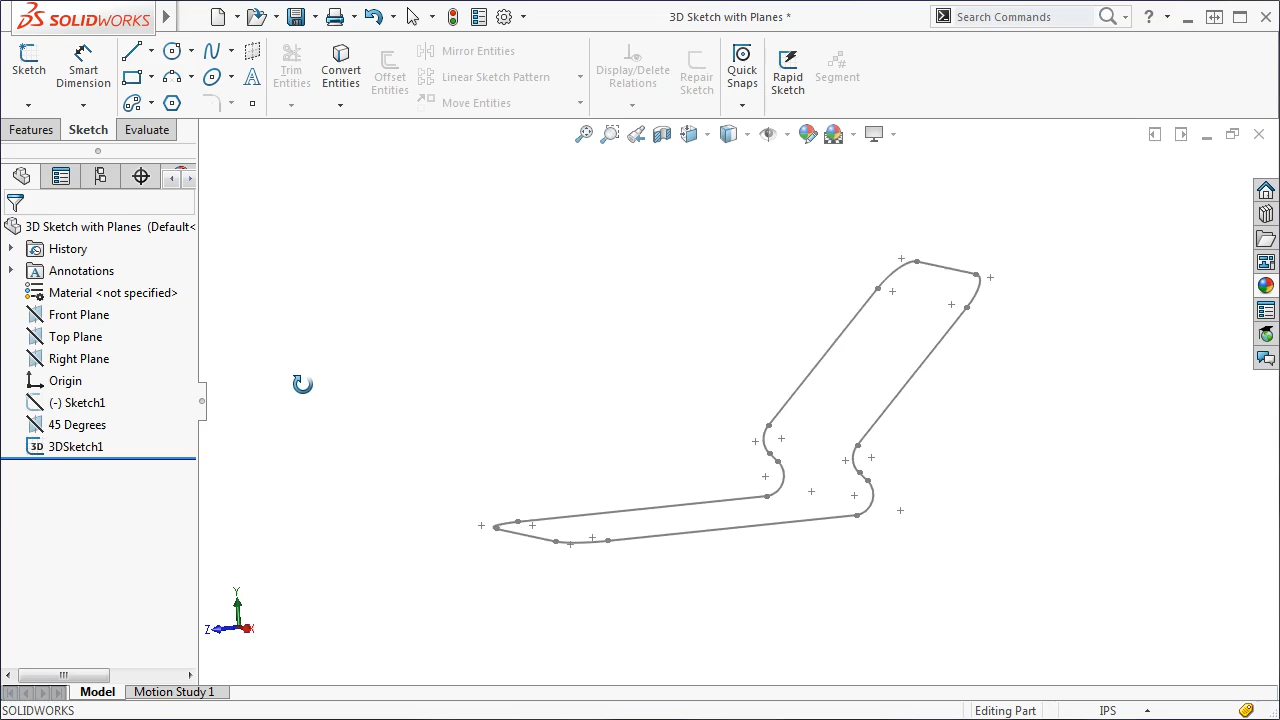 SOLIDWORKS
3D Sketch with Planes *
Search Commands
?
Sketch
Smart Dimension
Trim Entities
Convert Entities
Offset Entities
Mirror Entities
Linear Sketch Pattern
Move Entities
Display/Delete Relations
Repair Sketch
Quick Snaps
Rapid Sketch
Segment
Features
Sketch
Evaluate
3D Sketch with Planes (Default<
History
Annotations
Material <not specified>
Front Plane
Top Plane
Right Plane
Origin
(-) Sketch1
45 Degrees
3D 3DSketch1
Y
Z
X
Model
Motion Study 1
SOLIDWORKS
Editing Part
IPS